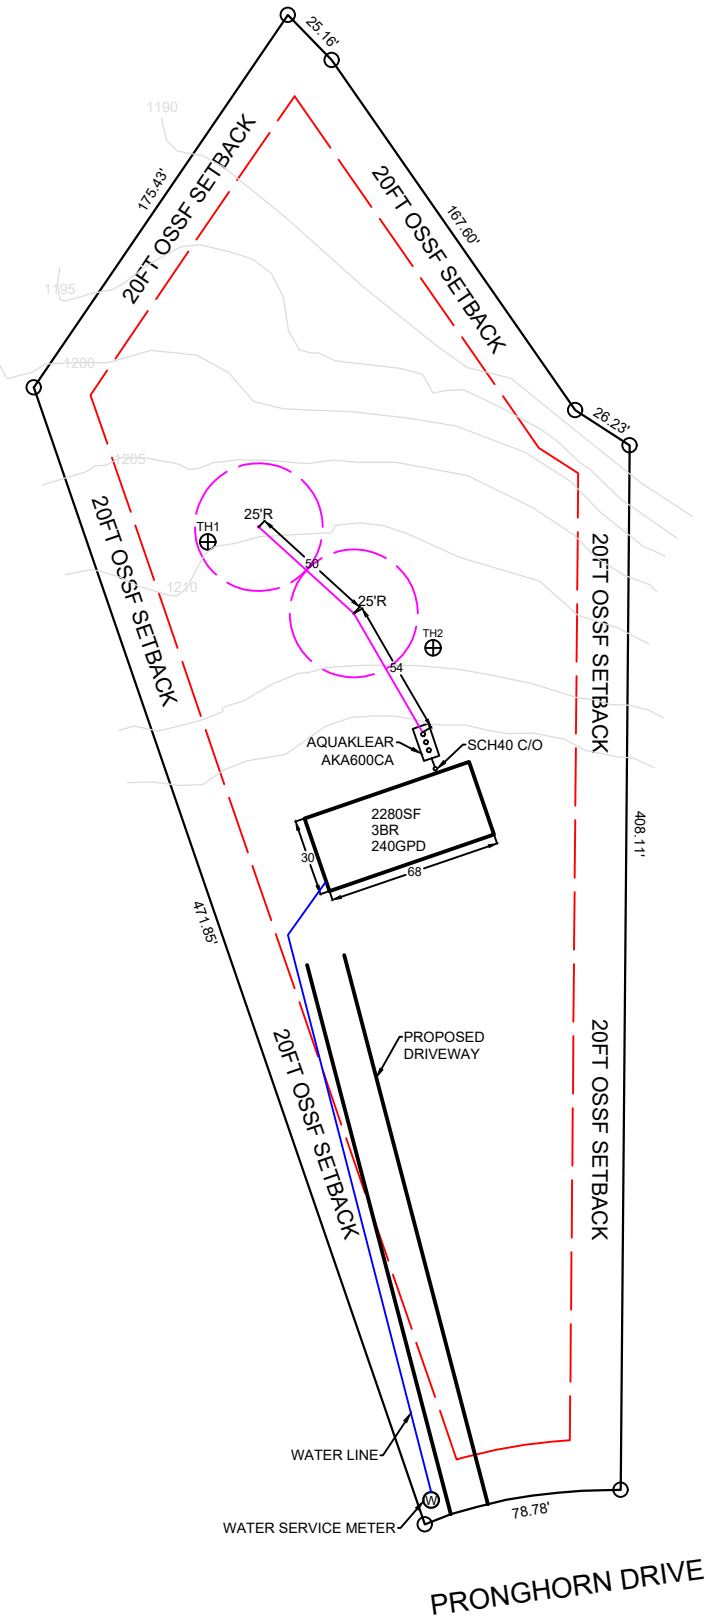 25.16'
1190
175.43'
20FT OSSF SETBACK
20FT OSSF SETBACK
167.60'
1195
1200
26.23'
1205
20FT OSSF SETBACK
25'R
TH1
50
1210
25'R
TH2
54
20FT OSSF SETBACK
AQUAKLEAR
AKA600CA
SCH40 C/O
2280SF
3BR
240GPD
30
68
408.11'
471.85'
20FT OSSF SETBACK
PROPOSED
DRIVEWAY
20FT OSSF SETBACK
WATER LINE
W
WATER SERVICE METER
78.78'
PRONGHORN DRIVE